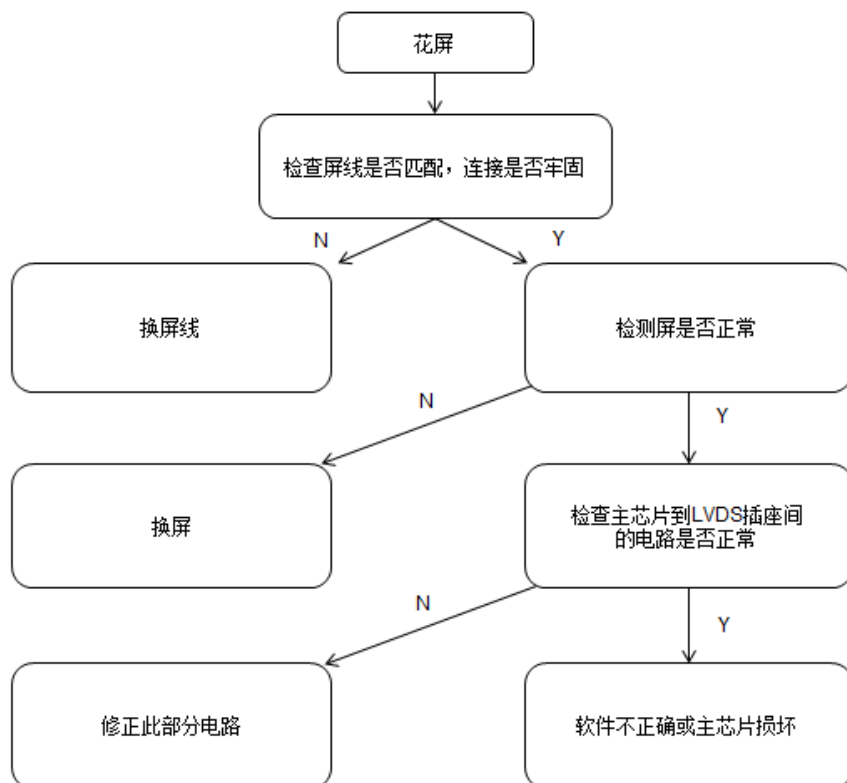 花屏
检查屏线是否匹配，连接是否牢固
N
Y
换屏线
检测屏是否正常
N
Y
换屏
检查主芯片到LVDS插座间
的电路是否正常
N
Y
修正此部分电路
软件不正确或主芯片损坏